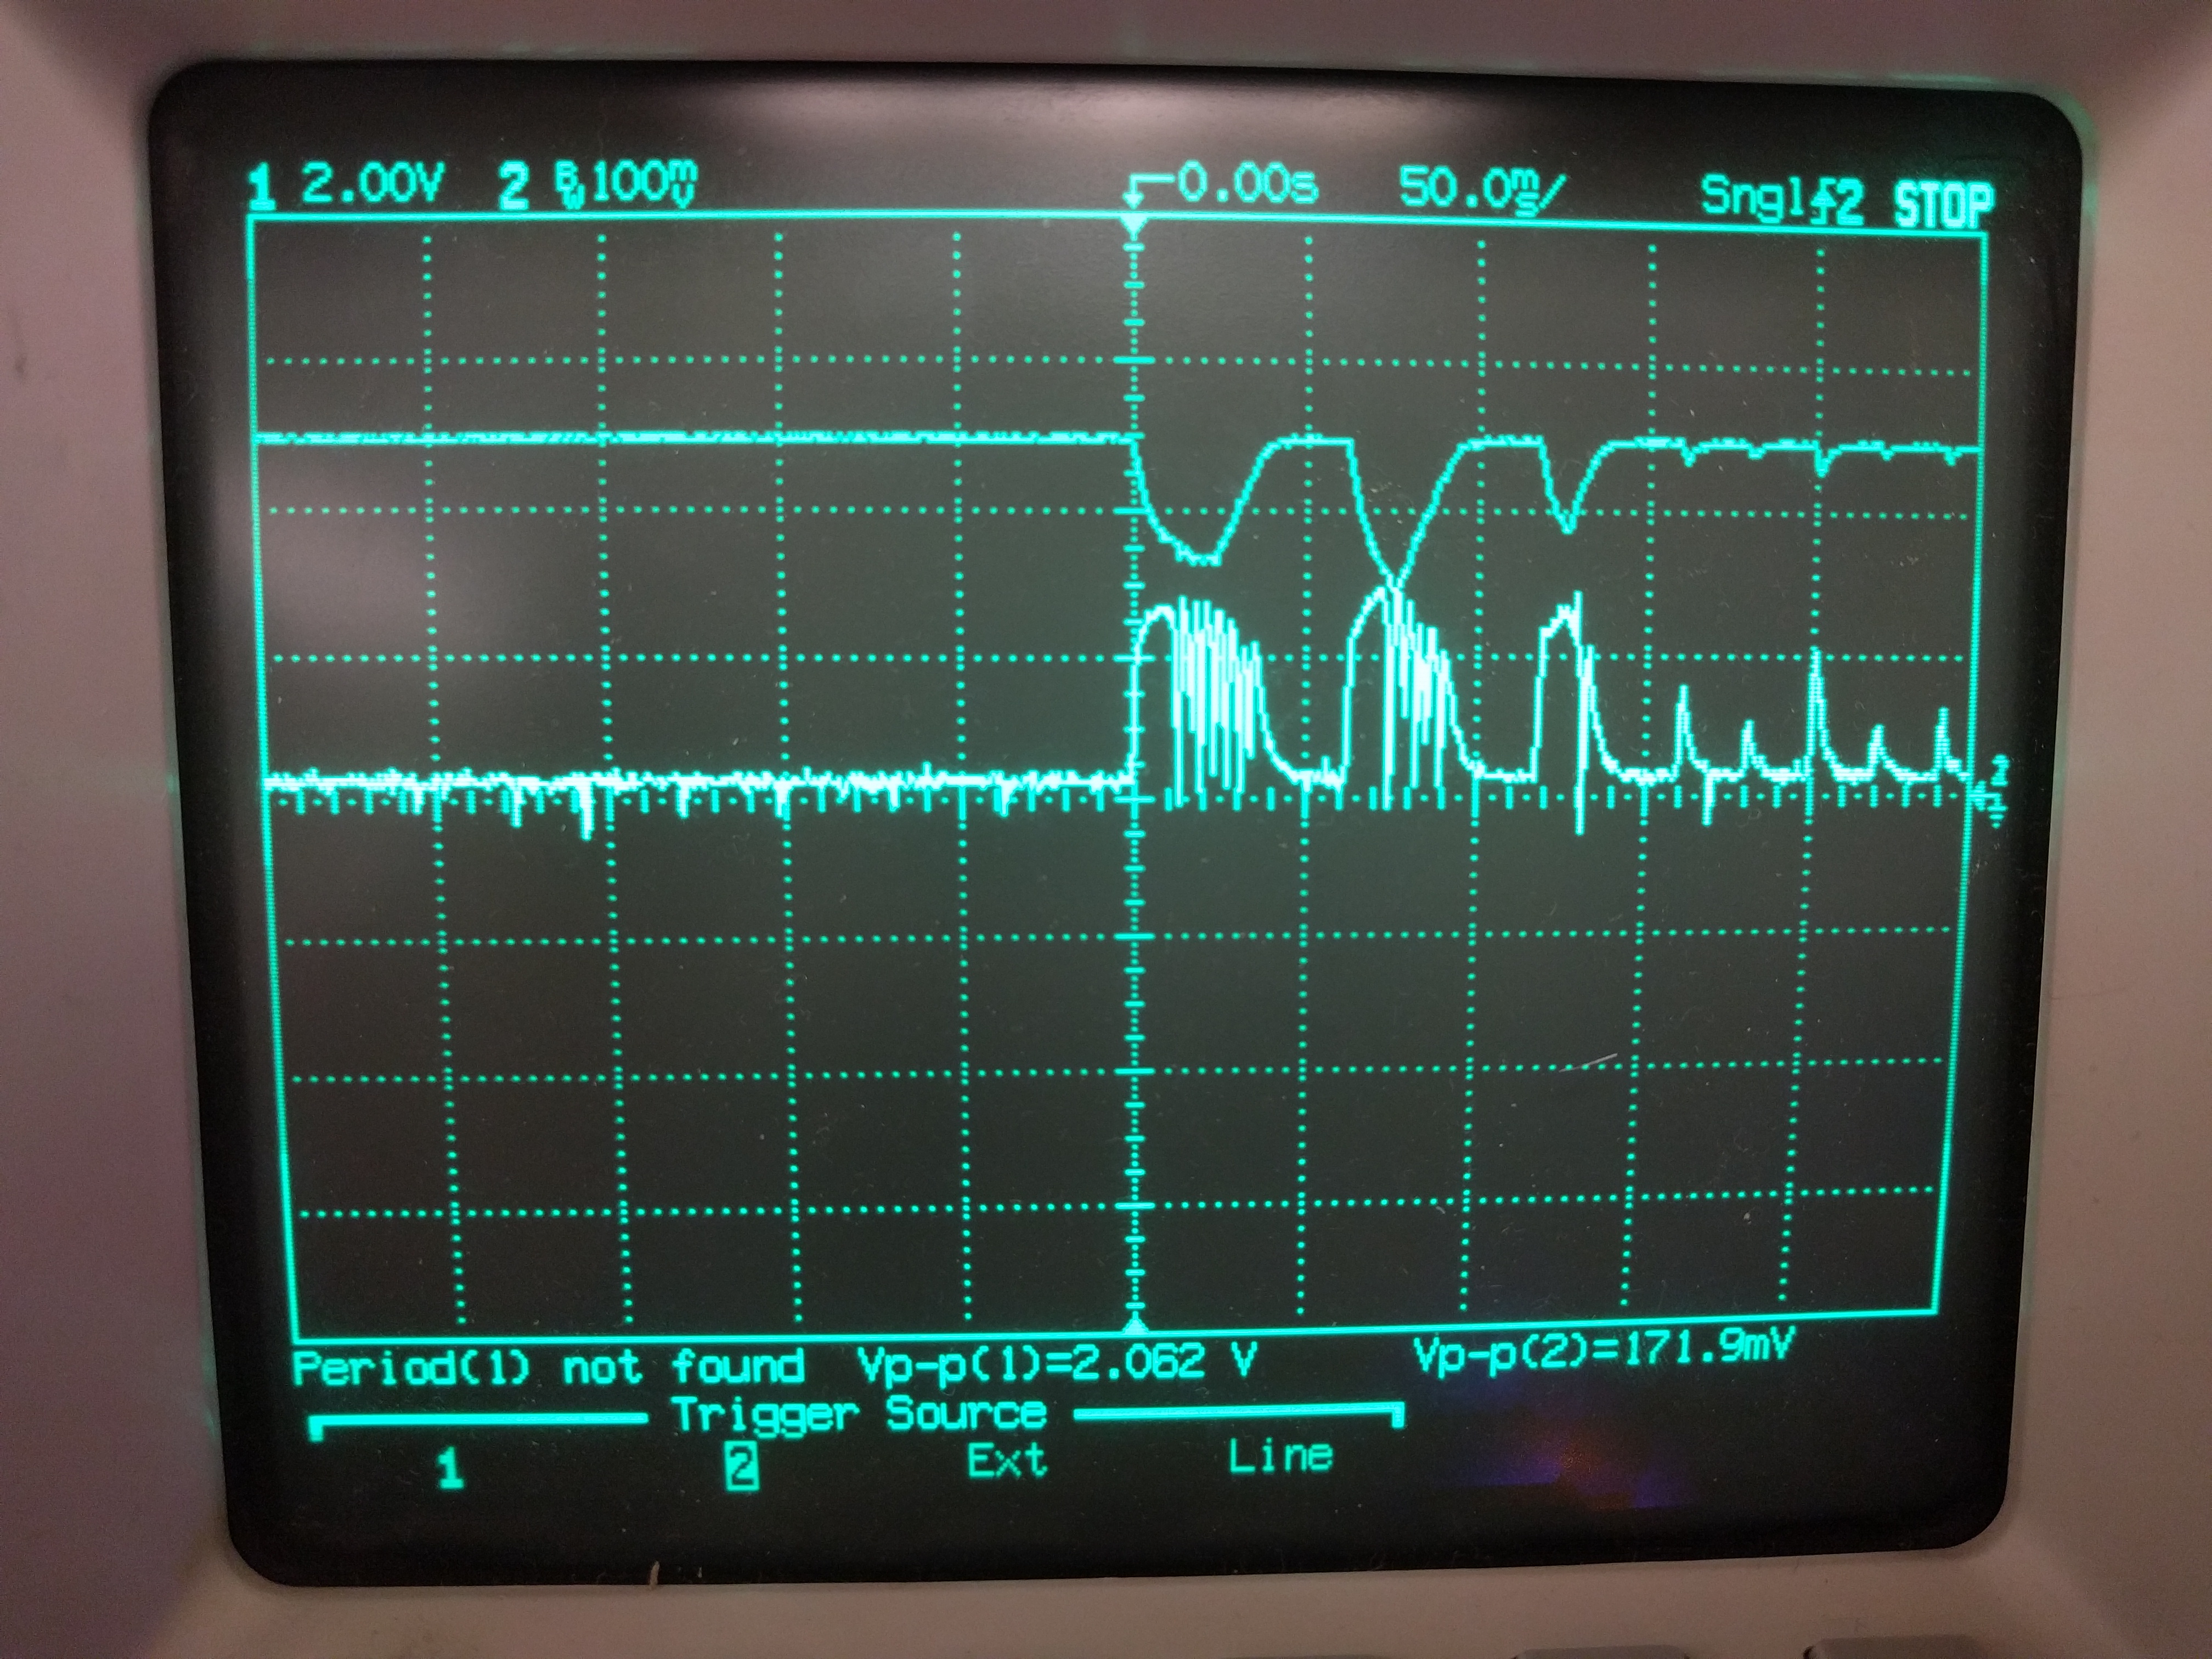 1 2.00V 2 BW 100mV 0.00s 50.0ms/ Sngl 2 STOP
2
Period(1) not found Vp-p(1)=2.062 V Vp-p(2)=171.9mV
Trigger Source
1 2 Ext Line